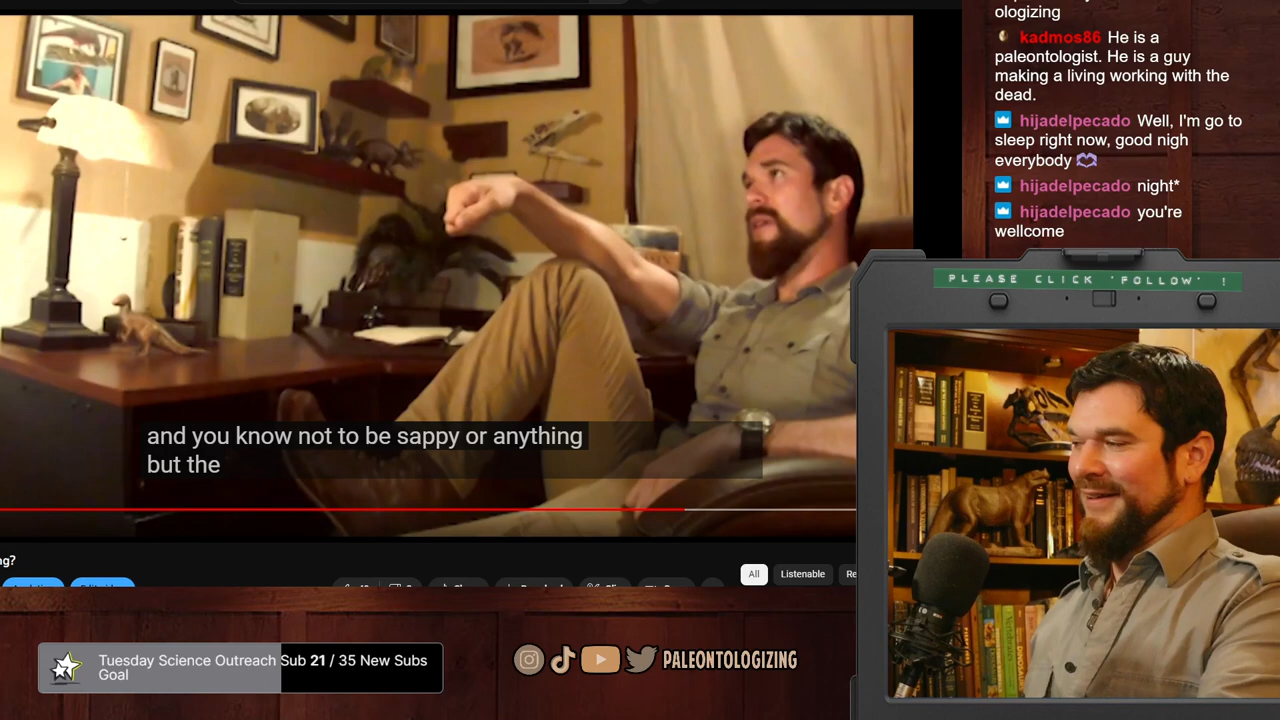 ologizing
kadmos86 He is a
paleontologist. He is a guy
making a living working with the
dead.
hijadelpecado Well, I'm go to
sleep right now, good nigh
everybody
hijadelpecado night*
hijadelpecado you're
wellcome
PLEASE CLICK 'FOLLOW' !
and you know not to be sappy or anything
but the
g?
All
Listenable
Re
Tuesday Science Outreach Sub 21 / 35 New Subs
Goal
PALEONTOLOGIZING